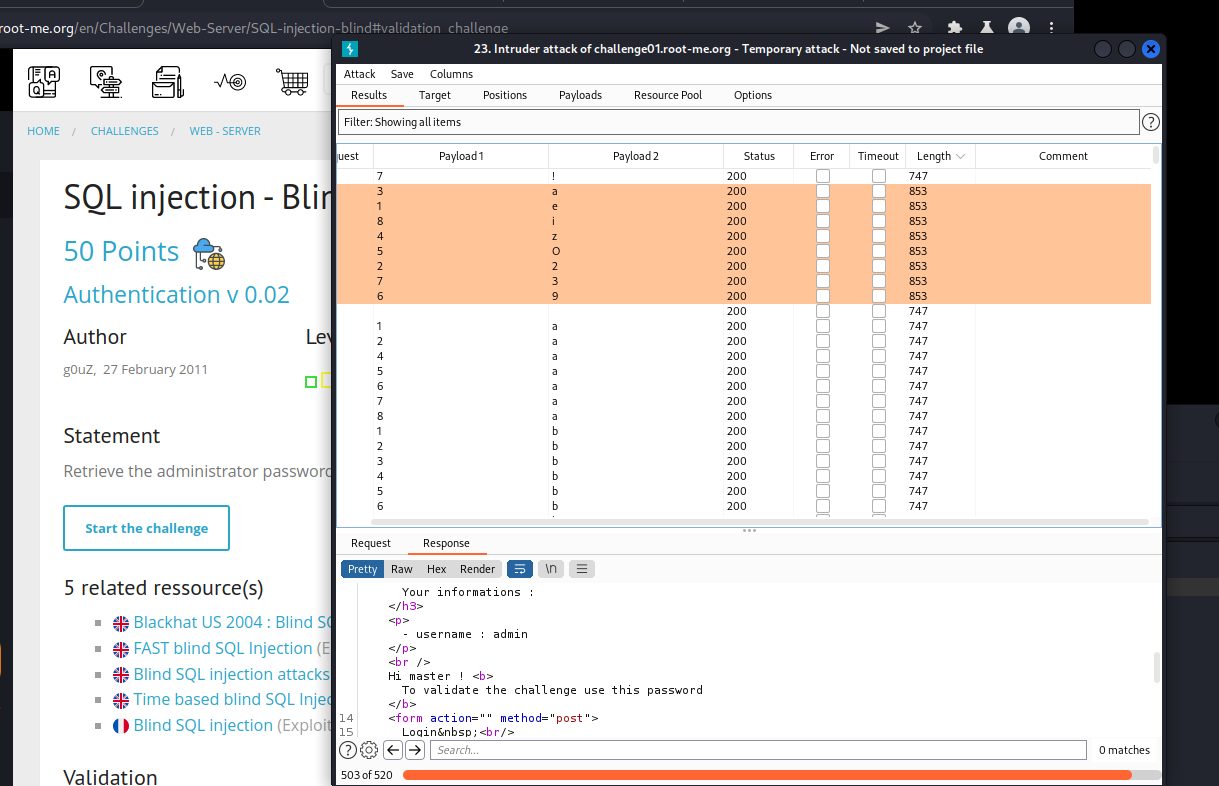 root-me.org/en/Challenges/Web-Server/SQL-injection-blind#validation_challenge
23. Intruder attack of challenge01.root-me.org - Temporary attack - Not saved to project file
Attack Save Columns
Results Target Positions Payloads Resource Pool Options
Filter: Showing all items
?
uest Payload 1 Payload 2 Status Error Timeout Length Comment
7 ! 200 747
3 a 200 853
1 e 200 853
8 i 200 853
4 z 200 853
5 O 200 853
2 2 200 853
7 3 200 853
6 9 200 853
200 747
1 a 200 747
2 a 200 747
4 a 200 747
5 a 200 747
6 a 200 747
7 a 200 747
8 a 200 747
1 b 200 747
2 b 200 747
3 b 200 747
4 b 200 747
5 b 200 747
6 b 200 747
Request Response
Pretty Raw Hex Render \n
Your informations :
</h3>
<p>
- username : admin
</p>
<br />
Hi master ! <b>
To validate the challenge use this password
</b>
14 <form action="" method="post">
15 Login&nbsp;<br/>
? Search... 0 matches
503 of 520
Q A
HOME / CHALLENGES / WEB - SERVER
SQL injection - Blin
50 Points
Authentication v 0.02
Author Lev
g0uZ, 27 February 2011
Statement
Retrieve the administrator password
Start the challenge
5 related ressource(s)
Blackhat US 2004 : Blind SQ
FAST blind SQL Injection (E
Blind SQL injection attacks
Time based blind SQL Injec
Blind SQL injection (Exploit
Validation